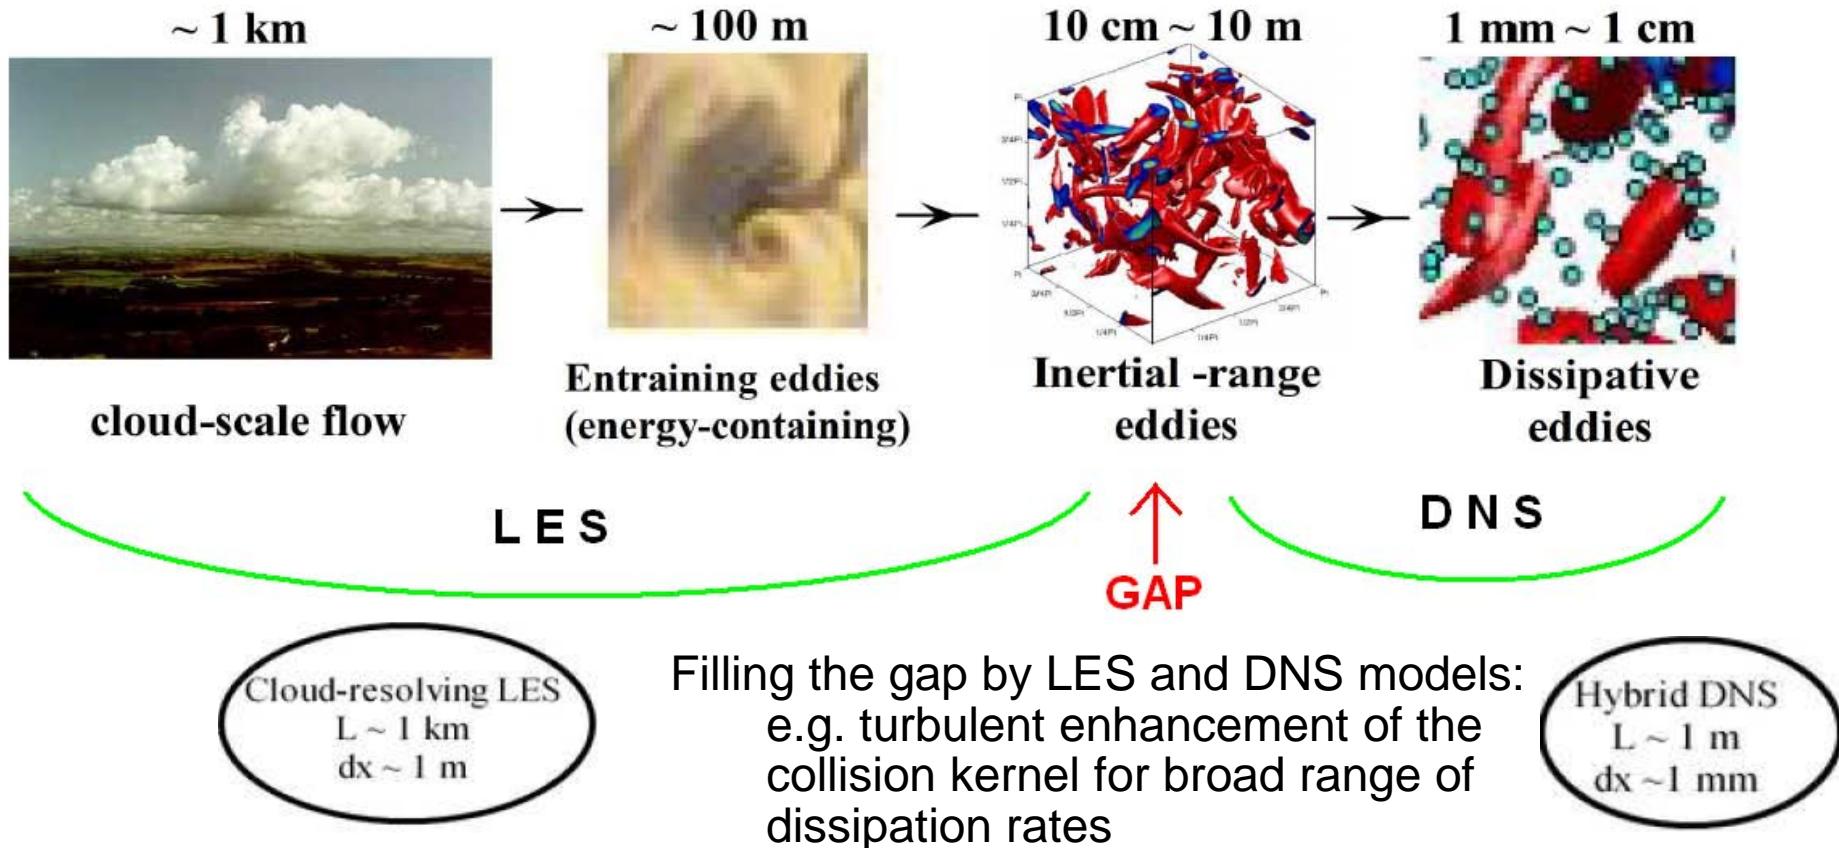 ~ 1 km
~ 100 m
10 cm ~ 10 m
1 mm ~ 1 cm
cloud-scale flow
Entraining eddies
(energy-containing)
Inertial -range
eddies
Dissipative
eddies
L E S
GAP
D N S
Cloud-resolving LES
L ~ 1 km
dx ~ 1 m
Filling the gap by LES and DNS models:
e.g. turbulent enhancement of the
collision kernel for broad range of
dissipation rates
Hybrid DNS
L ~ 1 m
dx ~1 mm